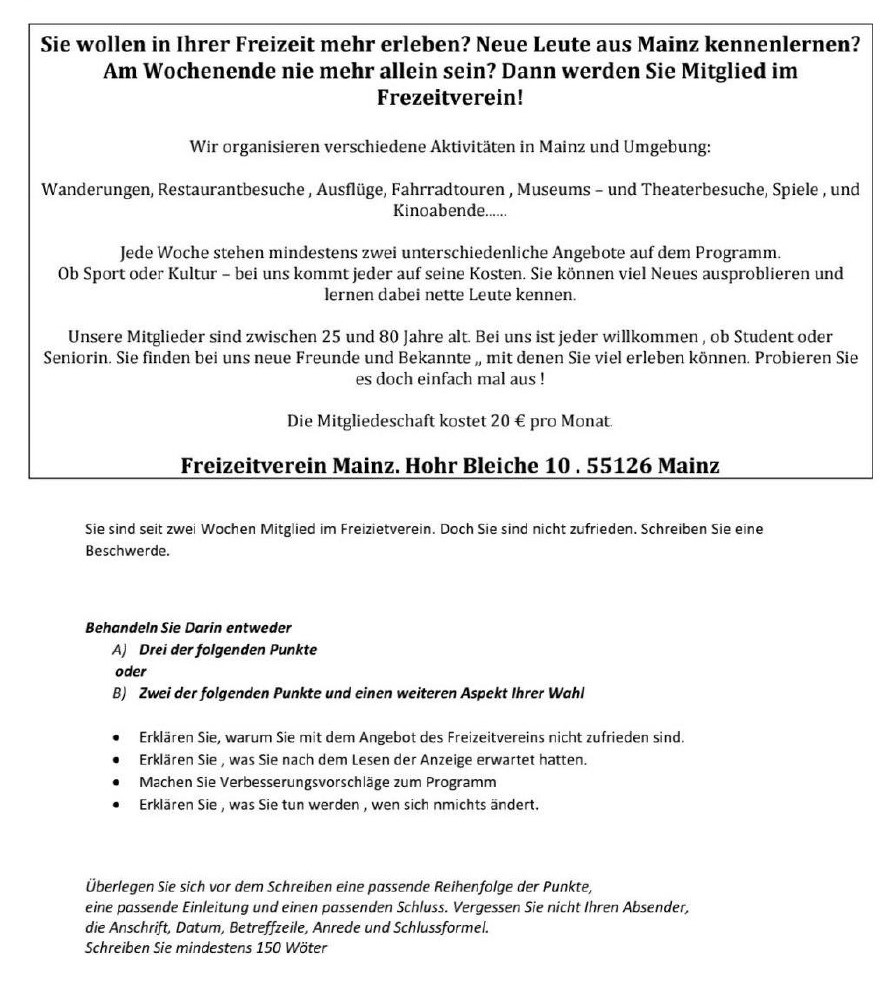 Sie wollen in Ihrer Freizeit mehr erleben? Neue Leute aus Mainz kennenlernen?
Am Wochenende nie mehr allein sein? Dann werden Sie Mitglied im
Frezeitverein!
Wir organisieren verschiedene Aktivitäten in Mainz und Umgebung:
Wanderungen, Restaurantbesuche , Ausflüge, Fahrradtouren , Museums – und Theaterbesuche, Spiele , und
Kinoabende......
Jede Woche stehen mindestens zwei unterschiedenliche Angebote auf dem Programm.
Ob Sport oder Kultur – bei uns kommt jeder auf seine Kosten. Sie können viel Neues ausproblieren und
lernen dabei nette Leute kennen.
Unsere Mitglieder sind zwischen 25 und 80 Jahre alt. Bei uns ist jeder willkommen , ob Student oder
Seniorin. Sie finden bei uns neue Freunde und Bekannte „ mit denen Sie viel erleben können. Probieren Sie
es doch einfach mal aus !
Die Mitgliedeschaft kostet 20 € pro Monat.
Freizeitverein Mainz. Hohr Bleiche 10 . 55126 Mainz
Sie sind seit zwei Wochen Mitglied im Freizietverein. Doch Sie sind nicht zufrieden. Schreiben Sie eine
Beschwerde.
Behandeln Sie Darin entweder
A) Drei der folgenden Punkte
oder
B) Zwei der folgenden Punkte und einen weiteren Aspekt Ihrer Wahl
• Erklären Sie, warum Sie mit dem Angebot des Freizeitvereins nicht zufrieden sind.
• Erklären Sie , was Sie nach dem Lesen der Anzeige erwartet hatten.
• Machen Sie Verbesserungsvorschläge zum Programm
• Erklären Sie , was Sie tun werden , wen sich nmichts ändert.
Überlegen Sie sich vor dem Schreiben eine passende Reihenfolge der Punkte,
eine passende Einleitung und einen passenden Schluss. Vergessen Sie nicht Ihren Absender,
die Anschrift, Datum, Betreffzeile, Anrede und Schlussformel.
Schreiben Sie mindestens 150 Wöter